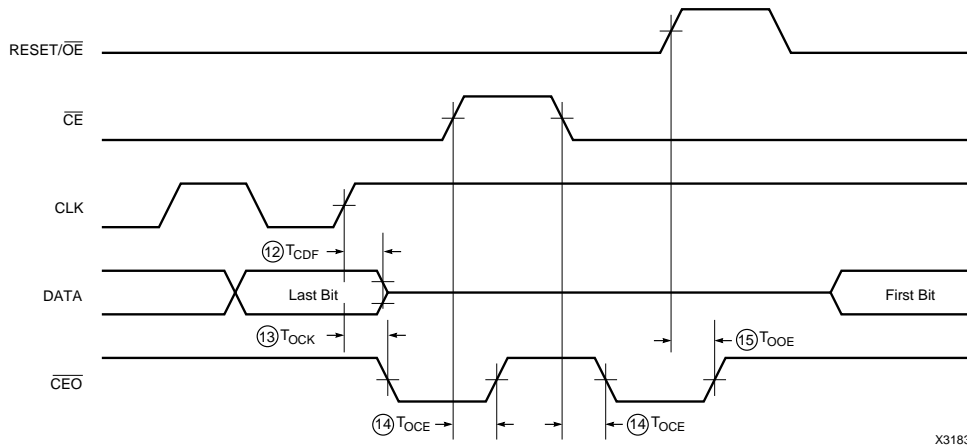 RESET/OE
CE
CLK
⑫ TCDF
DATA
Last Bit
First Bit
⑬ TOCK
⑮ TOOE
CEO
⑭ TOCE
⑭ TOCE
X3183